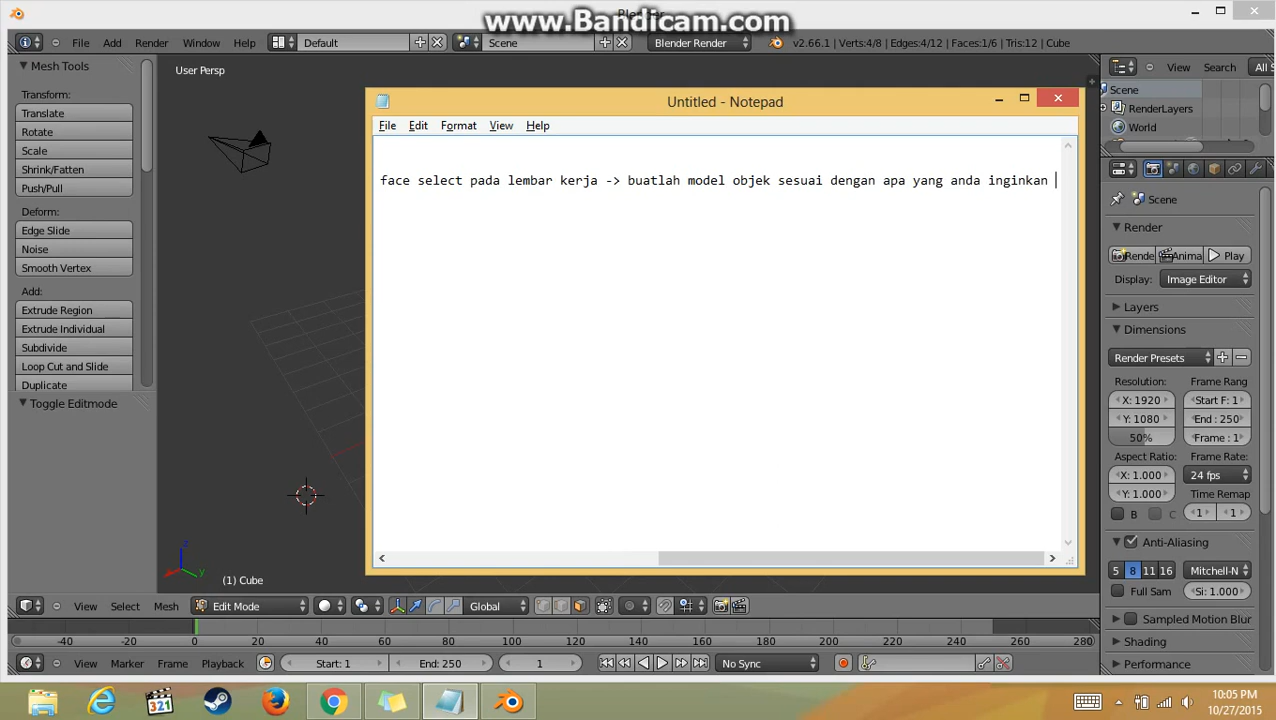 www.Bandicam.com
File Add Render Window Help
Default
Scene
Blender Render
v2.66.1 | Verts:4/8 | Edges:4/12 | Faces:1/6 | Tris:12 | Cube
View Search All S
Mesh Tools
Transform:
Translate
Rotate
Scale
Shrink/Fatten
Push/Pull
Deform:
Edge Slide
Noise
Smooth Vertex
Add:
Extrude Region
Extrude Individual
Subdivide
Loop Cut and Slide
Duplicate
Toggle Editmode
User Persp
(1) Cube
Untitled - Notepad
File Edit Format View Help
face select pada lembar kerja -> buatlah model objek sesuai dengan apa yang anda inginkan
Scene
RenderLayers
World
Scene
Render
Rende Anima Play
Display: Image Editor
Layers
Dimensions
Render Presets
Resolution: Frame Rang
X: 1920 Start F: 1
Y: 1080 End : 250
50% Frame : 1
Aspect Ratio: Frame Rate:
X: 1.000 24 fps
Y: 1.000 Time Remap
B C 1 1
Anti-Aliasing
5 8 11 16 Mitchell-N
Full Sam Si: 1.000
Sampled Motion Blur
Shading
Performance
View Select Mesh Edit Mode Global
-40 -20 0 20 40 60 80 100 120 140 160 180 200 220 240 260 280
View Marker Frame Playback Start: 1 End: 250 1 No Sync
321
10:05 PM
10/27/2015